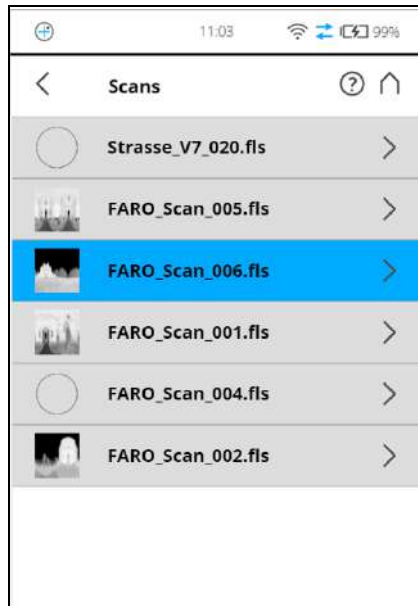 11:03 99%
Scans
Strasse_V7_020.fls
FARO_Scan_005.fls
FARO_Scan_006.fls
FARO_Scan_001.fls
FARO_Scan_004.fls
FARO_Scan_002.fls